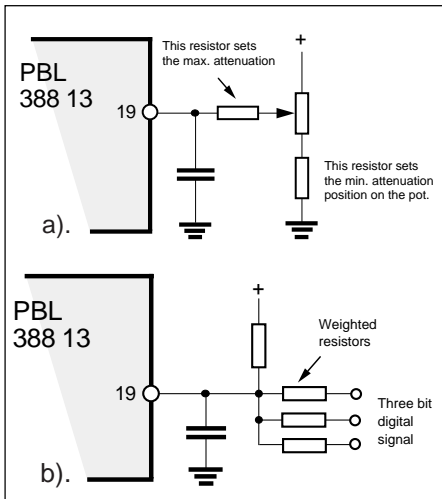 This resistor sets
the max. attenuation
+
PBL
388 13
19
This resistor sets
the min. attenuation
position on the pot.
a).
+
PBL
388 13
Weighted
resistors
19
Three bit
digital
signal
b).